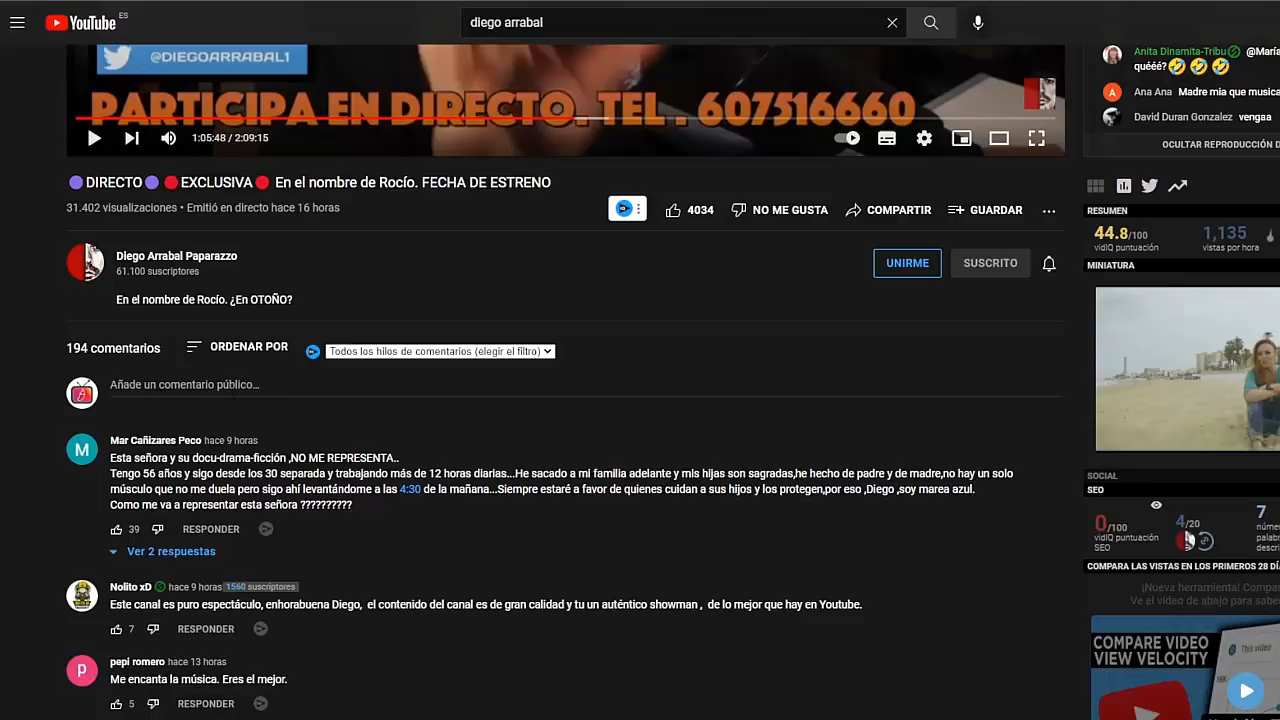 YouTube ES
diego arrabal
@DIEGOARRABAL1
PARTICIPA EN DIRECTO. TEL . 607516660
1:05:48 / 2:09:15
DIRECTO EXCLUSIVA En el nombre de Rocío. FECHA DE ESTRENO
31.402 visualizaciones • Emitió en directo hace 16 horas
4034 NO ME GUSTA COMPARTIR GUARDAR
Diego Arrabal Paparazzo
61.100 suscriptores
UNIRME SUSCRITO
En el nombre de Rocío. ¿En OTOÑO?
194 comentarios ORDENAR POR Todos los hilos de comentarios (elegir el filtro)
Añade un comentario público...
Mar Cañizares Peco hace 9 horas
Esta señora y su docu-drama-ficción ,NO ME REPRESENTA..
Tengo 56 años y sigo desde los 30 separada y trabajando más de 12 horas diarias...He sacado a mi familia adelante y mIs hijas son sagradas,he hecho de padre y de madre,no hay un solo
músculo que no me duela pero sigo ahí levantándome a las 4:30 de la mañana...Siempre estaré a favor de quienes cuidan a sus hijos y los protegen,por eso ,Diego ,soy marea azul.
Como me va a representar esta señora ??????????
39 RESPONDER
Ver 2 respuestas
Nolito xD hace 9 horas 1560 suscriptores
Este canal es puro espectáculo, enhorabuena Diego, el contenido del canal es de gran calidad y tu un auténtico showman , de lo mejor que hay en Youtube.
7 RESPONDER
pepi romero hace 13 horas
Me encanta la música. Eres el mejor.
5 RESPONDER
Anita Dinamita-Tribu @Marí
quééé?
A Ana Ana Madre mia que musica
David Duran Gonzalez vengaa
OCULTAR REPRODUCCIÓN D
RESUMEN
44.8/100 1,135
vidIQ puntuación vistas por hora
MINIATURA
SOCIAL
SEO
0/100 4/20 7
vidIQ puntuación SEO
núme
palab
descri
COMPARA LAS VISTAS EN LOS PRIMEROS 28 DÍ
¡Nueva herramienta! Compar
Ve el vídeo de abajo para sabe
COMPARE VIDEO
VIEW VELOCITY
This video